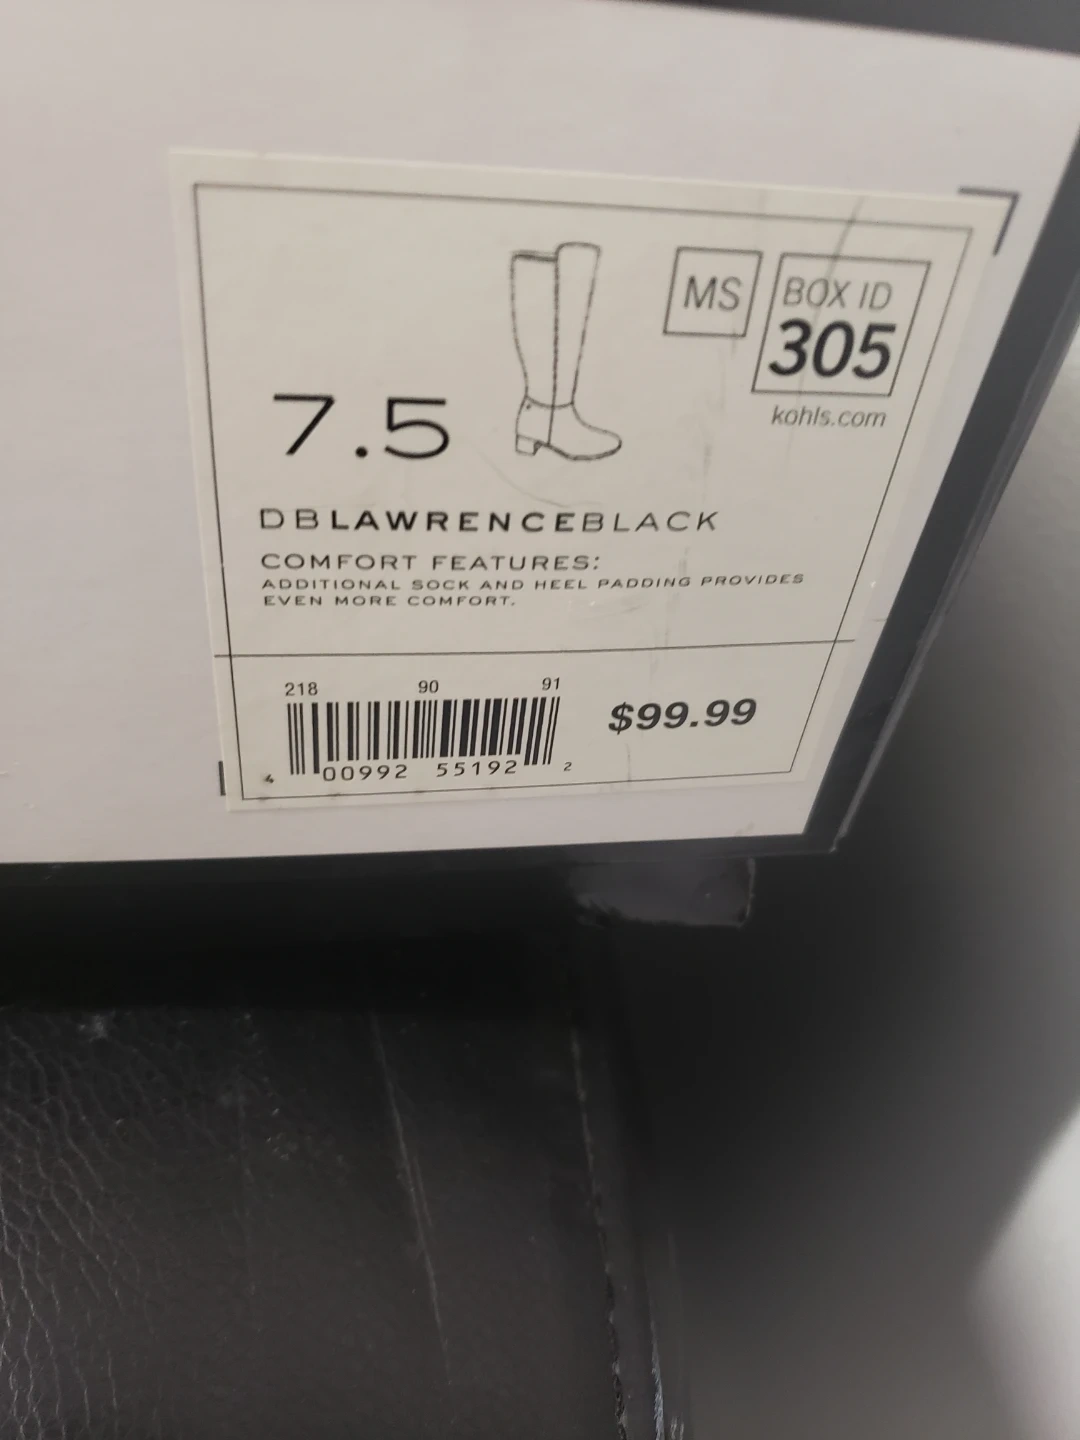 MS
BOX ID
305
kohls.com
7.5
DBLAWRENCEBLACK
COMFORT FEATURES:
ADDITIONAL SOCK AND HEEL PADDING PROVIDES
EVEN MORE COMFORT.
218 90 91
$99.99
4 00992 55192 2